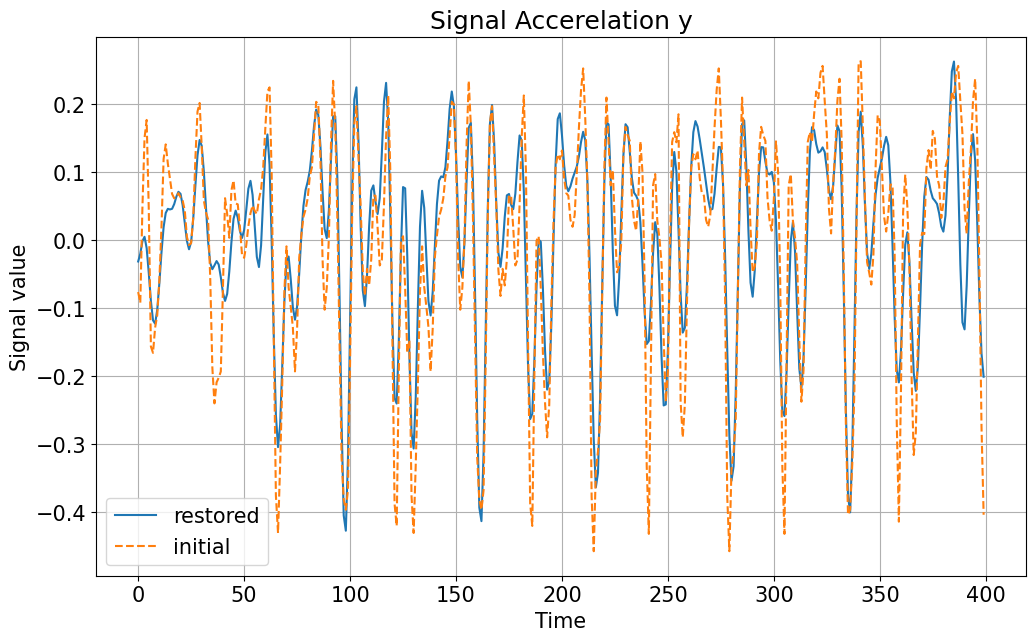 Signal Accerelation y
Signal value
0.2
0.1
0.0
−0.1
−0.2
−0.3
−0.4
restored
initial
0 50 100 150 200 250 300 350 400
Time